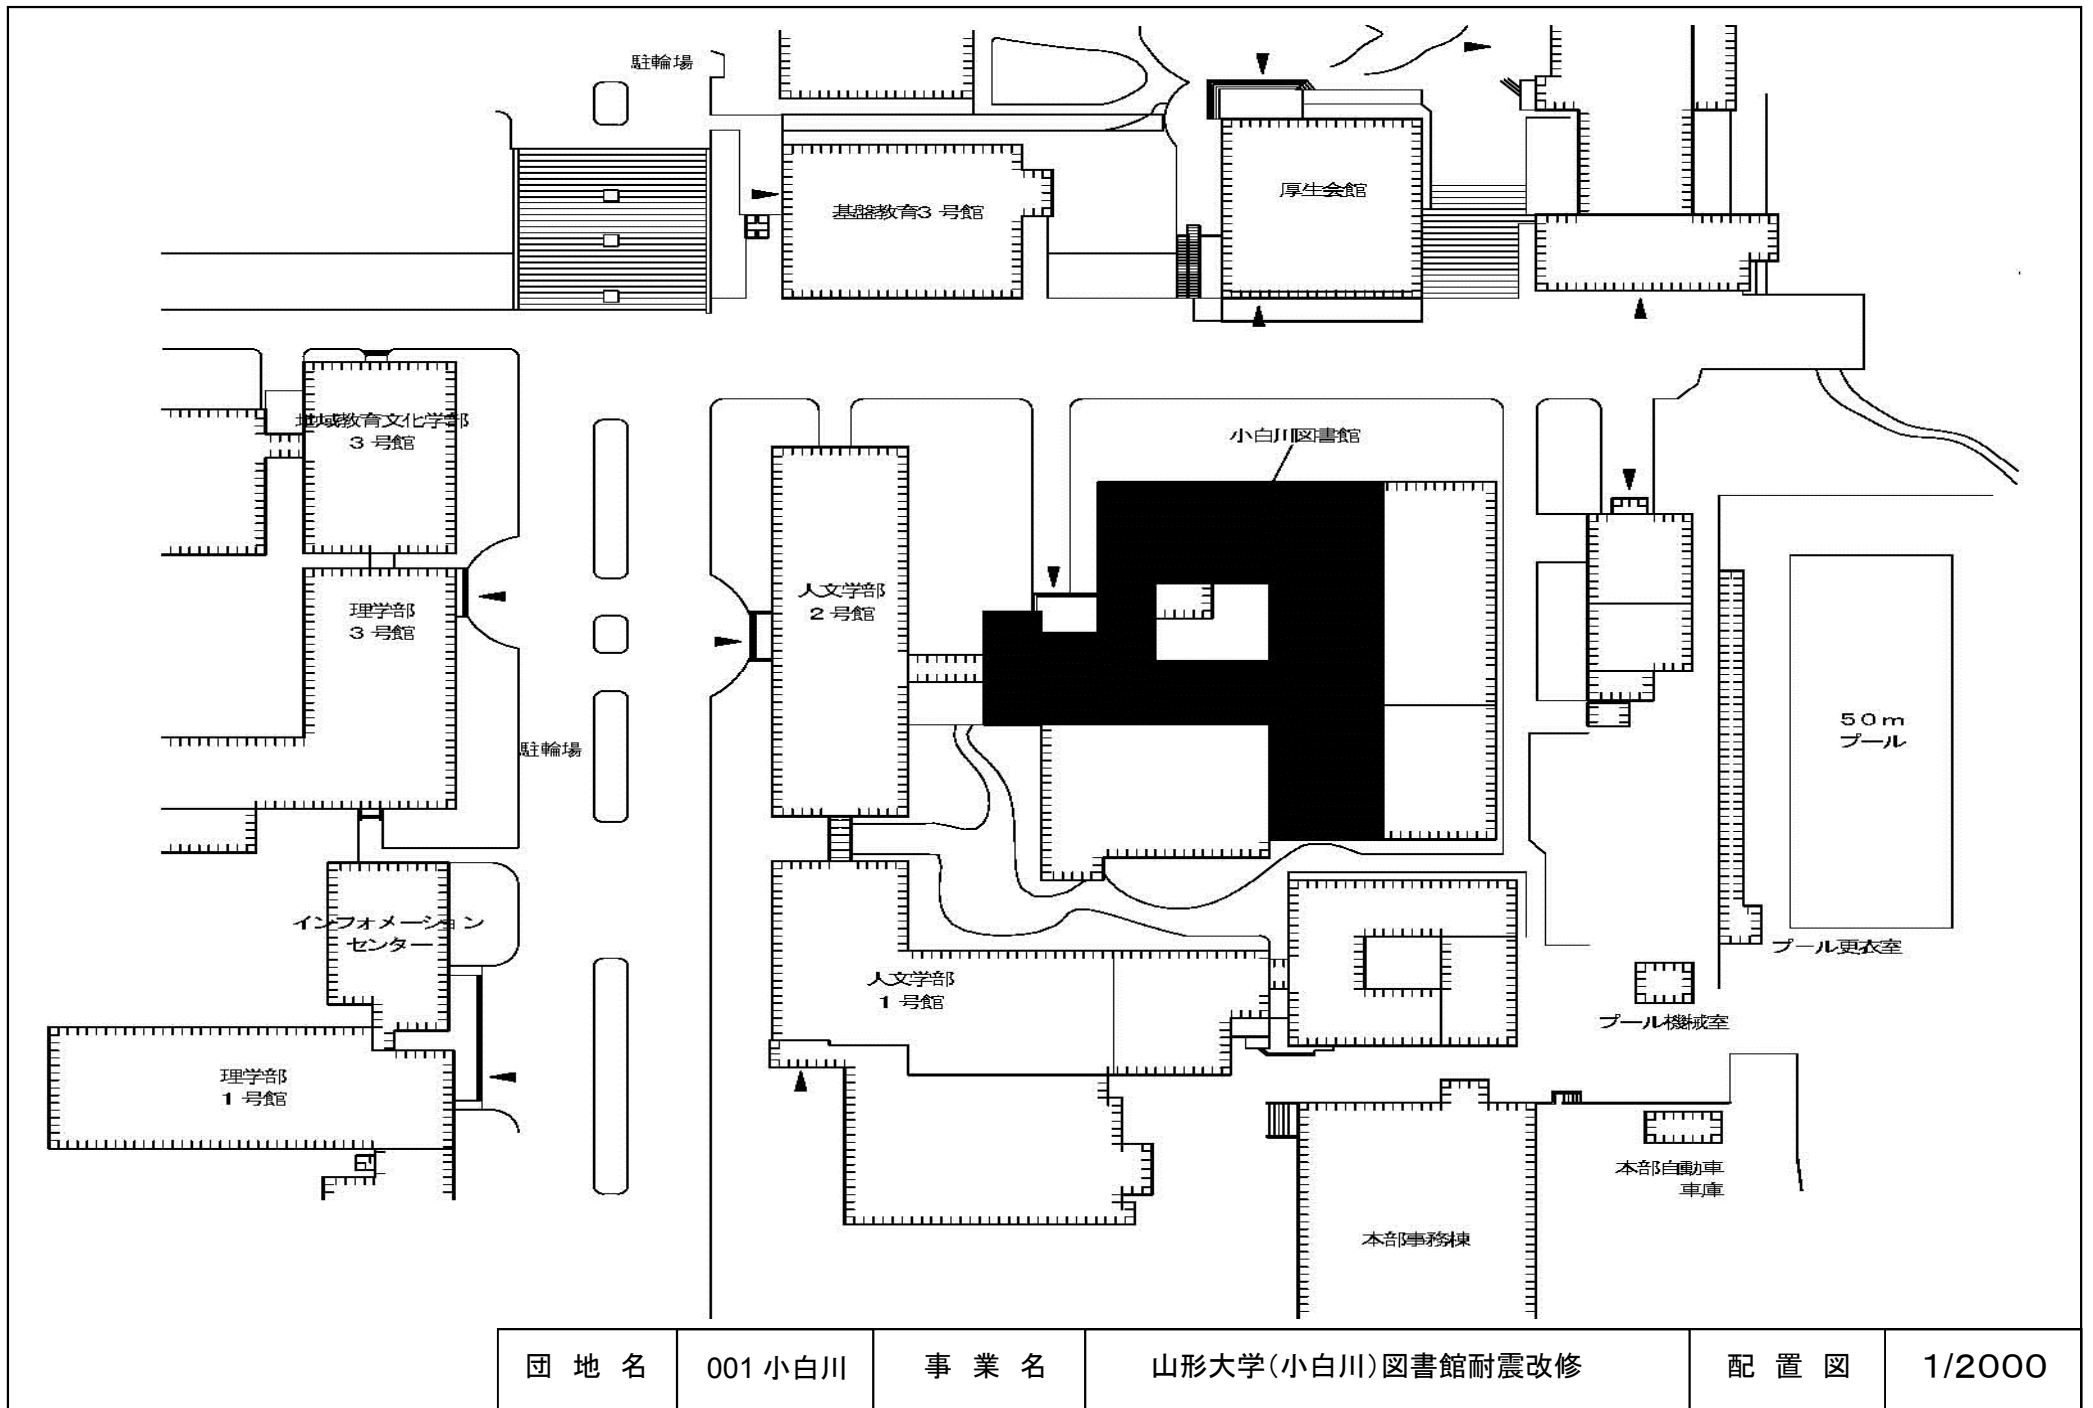 駐輪場
厚生会館
基盤教育3号館
地域教育文化学部
3号館
小白川図書館
人文学部
2号館
理学部
3号館
50m
プール
駐輪場
インフォメーション
センター
プール更衣室
人文学部
1号館
プール機械室
理学部
1号館
本部自動車
車庫
本部事務棟
団地名 001 小白川 事業名 山形大学(小白川)図書館耐震改修 配置図 1/2000